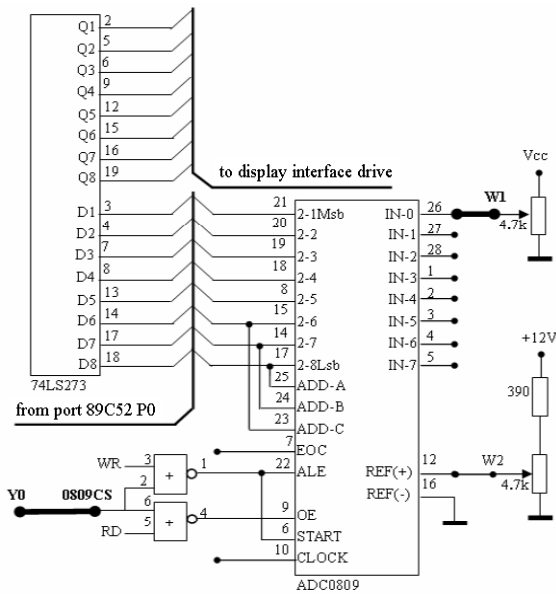 Q1 2
Q2 5
Q3 6
Q4 9
Q5 12
Q6 15
Q7 16
Q8 19
to display interface drive
D1 3
D2 4
D3 7
D4 8
D5 13
D6 14
D7 17
D8 18
74LS273
from port 89C52 P0
21 2-1Msb
20 2-2
19 2-3
18 2-4
8 2-5
15 2-6
14 2-7
17 2-8Lsb
25 ADD-A
24 ADD-B
23 ADD-C
7 EOC
22 ALE
9 OE
6 START
10 CLOCK
ADC0809
IN-0 26
IN-1 27
IN-2 28
IN-3 1
IN-4 2
IN-5 3
IN-6 4
IN-7 5
REF(+) 12
REF(-) 16
W1
Vcc
4.7k
+12V
390
W2
4.7k
WR 3
2
+
1
Y0 0809CS
6
5
RD
+
4